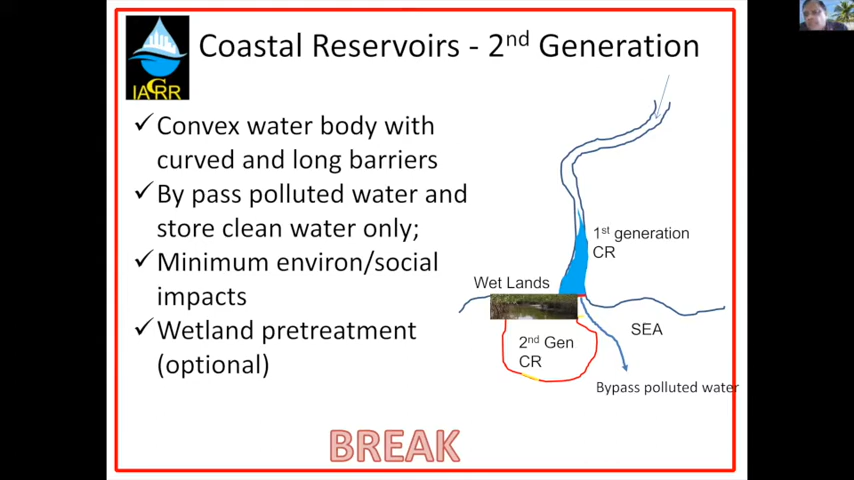 Coastal Reservoirs - 2nd Generation
IACRR
✓Convex water body with
curved and long barriers
✓By pass polluted water and
store clean water only;
✓Minimum environ/social
impacts
✓Wetland pretreatment
(optional)
1st generation
CR
Wet Lands
SEA
2nd Gen
CR
Bypass polluted water
BREAK